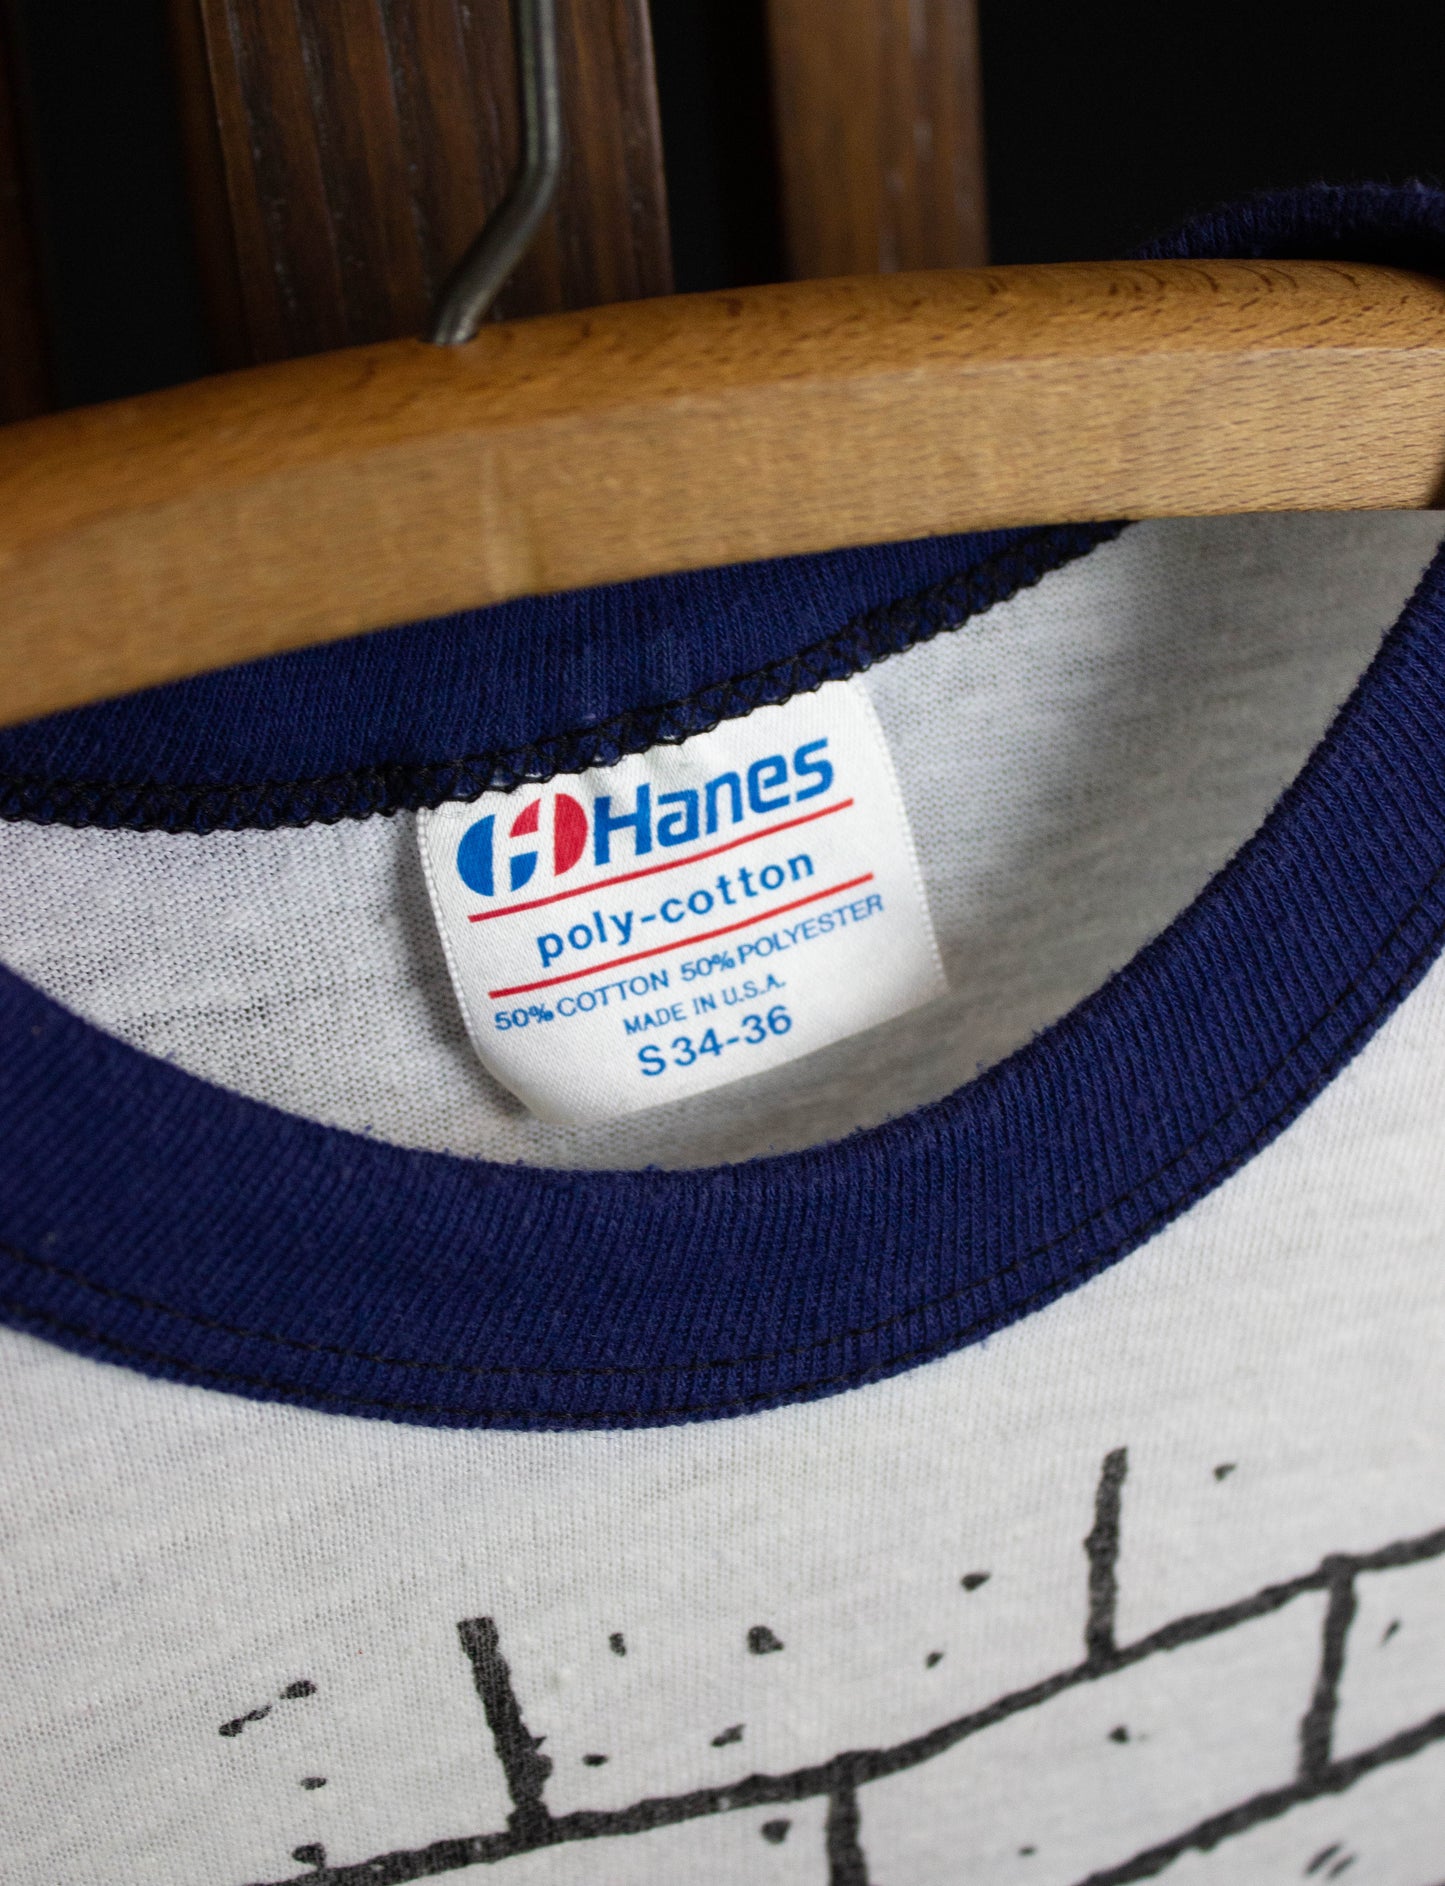 Hanes
poly-cotton
50% COTTON 50% POLYESTER
MADE IN U.S.A.
S 34-36